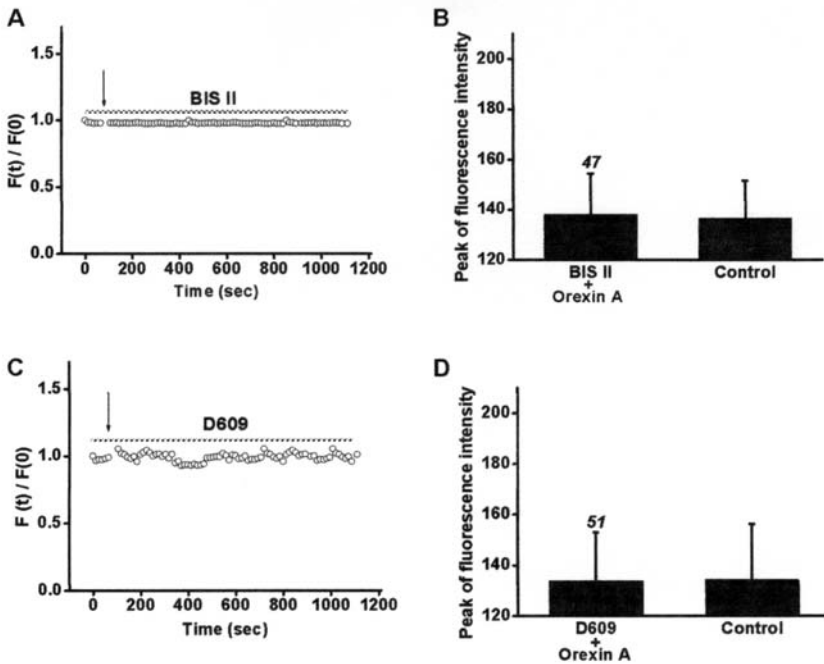 A
F(t) / F(0)
1.5
1.0
0.5
0.0
BIS II
0 200 400 600 800 1000 1200
Time (sec)
B
Peak of fluorescence intensity
200
180
160
140
120
47
BIS II
+
Orexin A
Control
C
F (t) / F(0)
1.5
1.0
0.5
0.0
D609
0 200 400 600 800 1000 1200
Time (sec)
D
Peak of fluorescence intensity
200
180
160
140
120
51
D609
+
Orexin A
Control